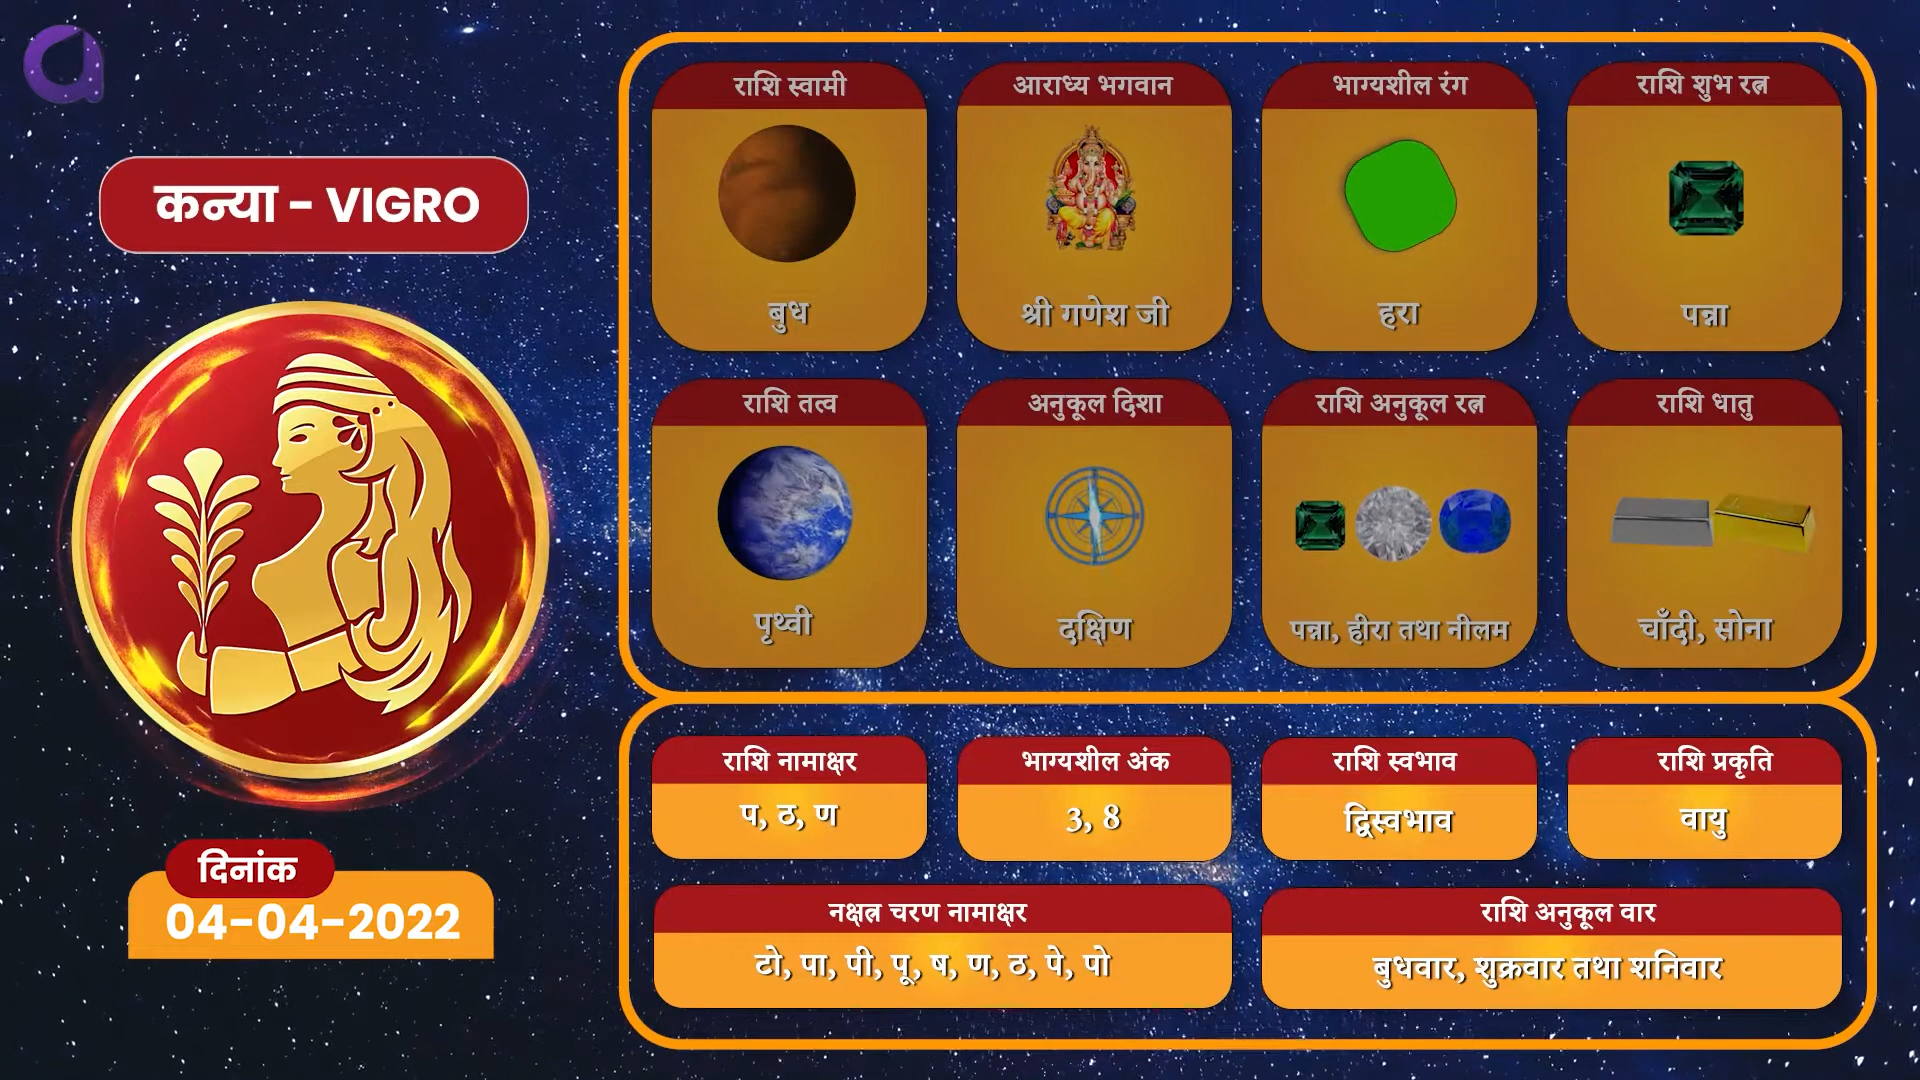 कन्या - VIGRO
दिनांक
04-04-2022
राशि स्वामी
बुध
आराध्य भगवान
श्री गणेश जी
भाग्यशील रंग
हरा
राशि शुभ रत्न
पन्ना
राशि तत्व
पृथ्वी
अनुकूल दिशा
दक्षिण
राशि अनुकूल रत्न
पन्ना, हीरा तथा नीलम
राशि धातु
चाँदी, सोना
राशि नामाक्षर
प, ठ, ण
भाग्यशील अंक
3, 8
राशि स्वभाव
द्विस्वभाव
राशि प्रकृति
वायु
नक्षत्र चरण नामाक्षर
टो, पा, पी, पू, ष, ण, ठ, पे, पो
राशि अनुकूल वार
बुधवार, शुक्रवार तथा शनिवार